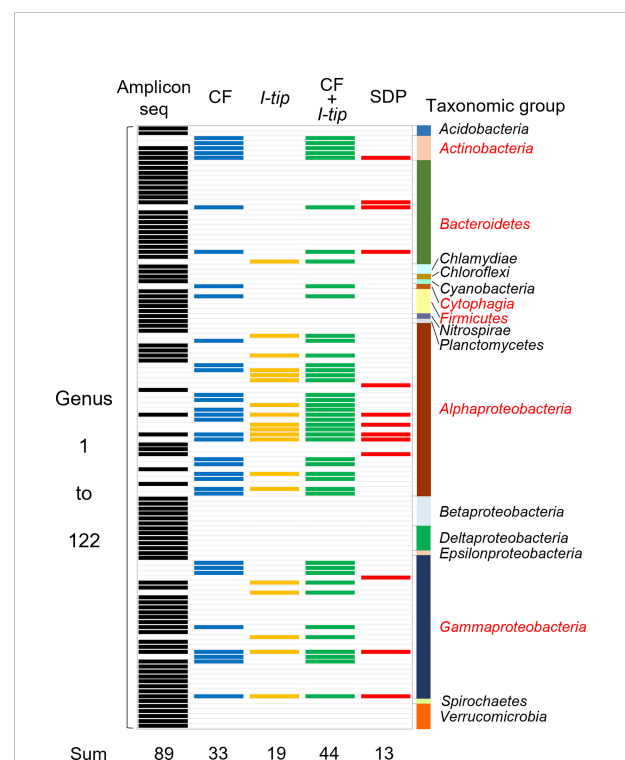 Amplicon seq
CF
I-tip
CF + I-tip
SDP
Taxonomic group
Acidobacteria
Actinobacteria
Bacteroidetes
Chlamydiae
Chloroflexi
Cyanobacteria
Cytophagia
Firmicutes
Nitrospirae
Planctomycetes
Alphaproteobacteria
Betaproteobacteria
Deltaproteobacteria
Epsilonproteobacteria
Gammaproteobacteria
Spirochaetes
Verrucomicrobia
Genus
1
to
122
Sum 89 33 19 44 13